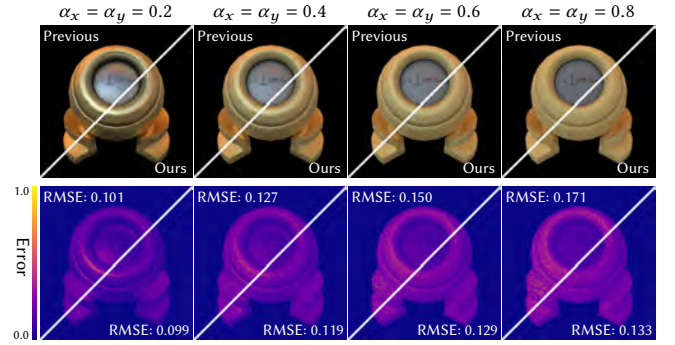 αx = αy = 0.2
αx = αy = 0.4
αx = αy = 0.6
αx = αy = 0.8
Previous
Previous
Previous
Previous
Ours
Ours
Ours
Ours
1.0
Error
0.0
RMSE: 0.101
RMSE: 0.127
RMSE: 0.150
RMSE: 0.171
RMSE: 0.099
RMSE: 0.119
RMSE: 0.129
RMSE: 0.133